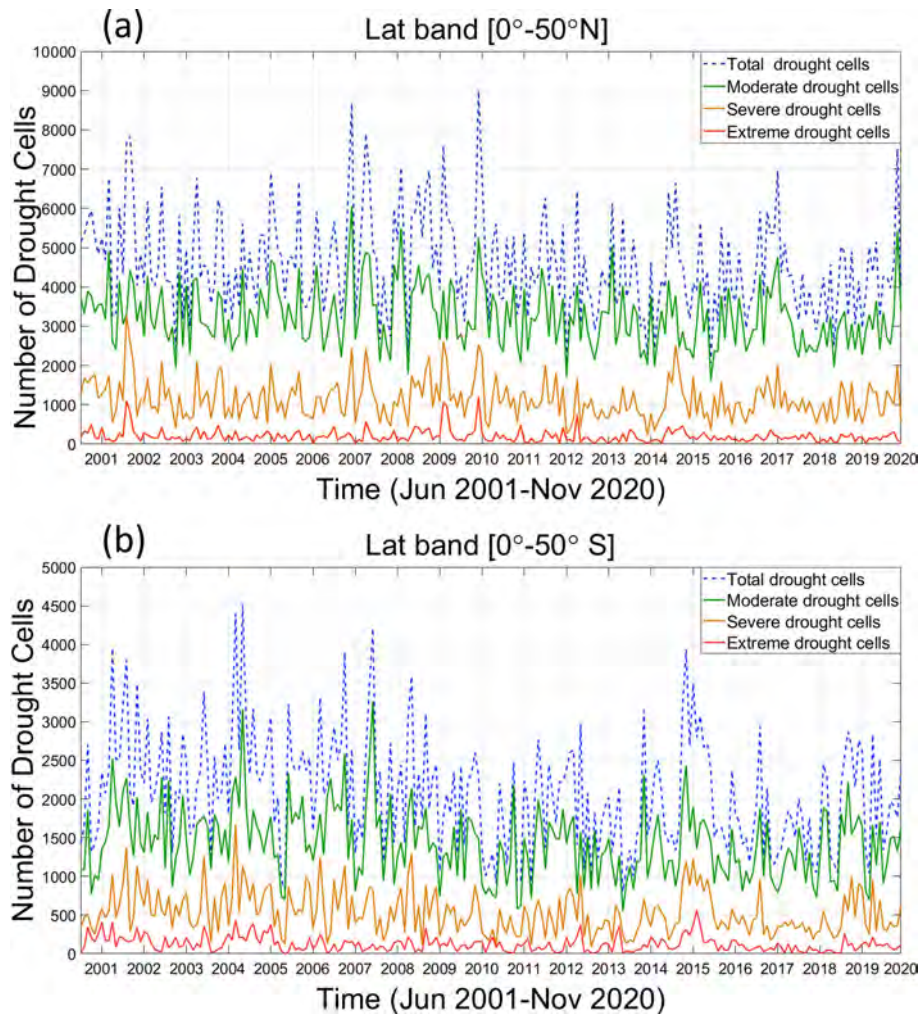 (a)
Lat band [0°-50°N]
10000
9000
8000
7000
6000
5000
4000
3000
2000
1000
0
Number of Drought Cells
Total drought cells
Moderate drought cells
Severe drought cells
Extreme drought cells
2001 2002 2003 2004 2005 2006 2007 2008 2009 2010 2011 2012 2013 2014 2015 2016 2017 2018 2019 2020
Time (Jun 2001-Nov 2020)
(b)
Lat band [0°-50° S]
5000
4500
4000
3500
3000
2500
2000
1500
1000
500
0
Number of Drought Cells
Total drought cells
Moderate drought cells
Severe drought cells
Extreme drought cells
2001 2002 2003 2004 2005 2006 2007 2008 2009 2010 2011 2012 2013 2014 2015 2016 2017 2018 2019 2020
Time (Jun 2001-Nov 2020)